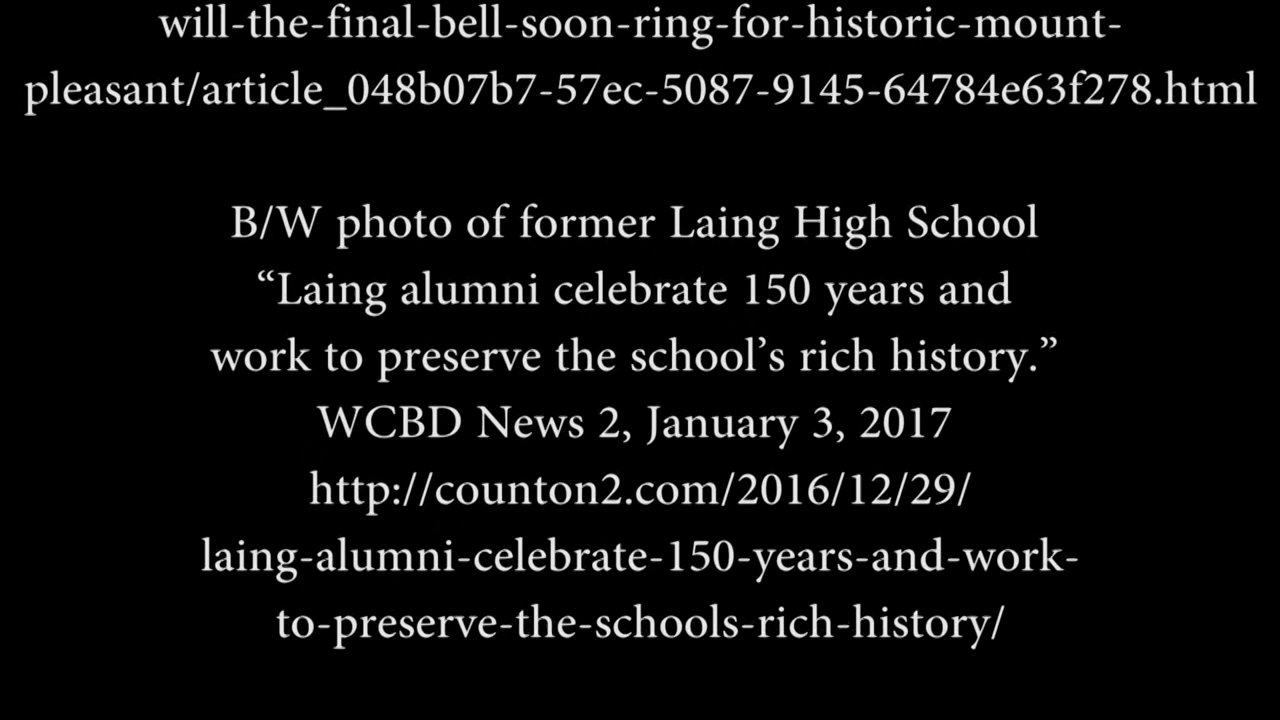 will-the-final-bell-soon-ring-for-historic-mount-
pleasant/article_048b07b7-57ec-5087-9145-64784e63f278.html
B/W photo of former Laing High School
“Laing alumni celebrate 150 years and
work to preserve the school’s rich history.”
WCBD News 2, January 3, 2017
http://counton2.com/2016/12/29/
laing-alumni-celebrate-150-years-and-work-
to-preserve-the-schools-rich-history/